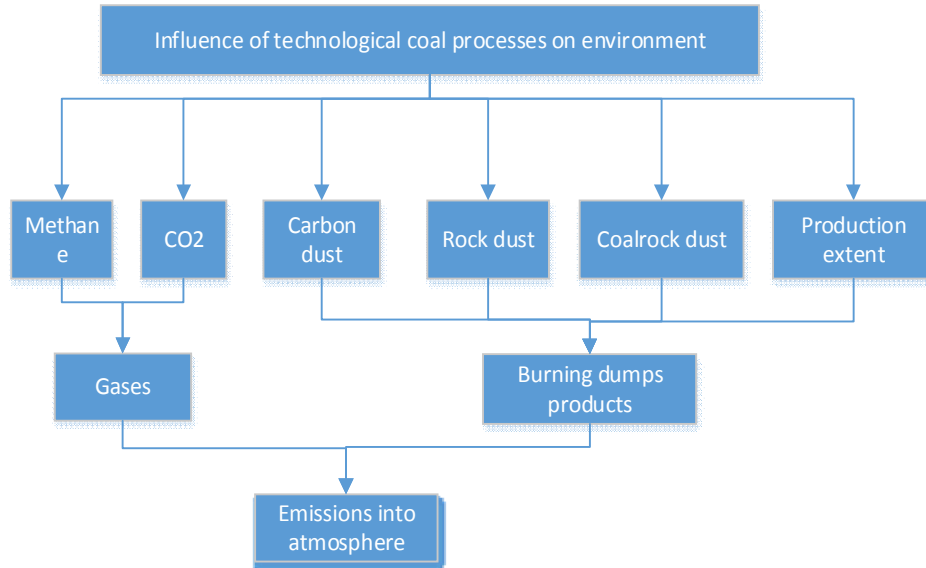 Influence of technological coal processes on environment
Methan
e
CO2
Carbon
dust
Rock dust
Coalrock dust
Production
extent
Gases
Burning dumps
products
Emissions into
atmosphere